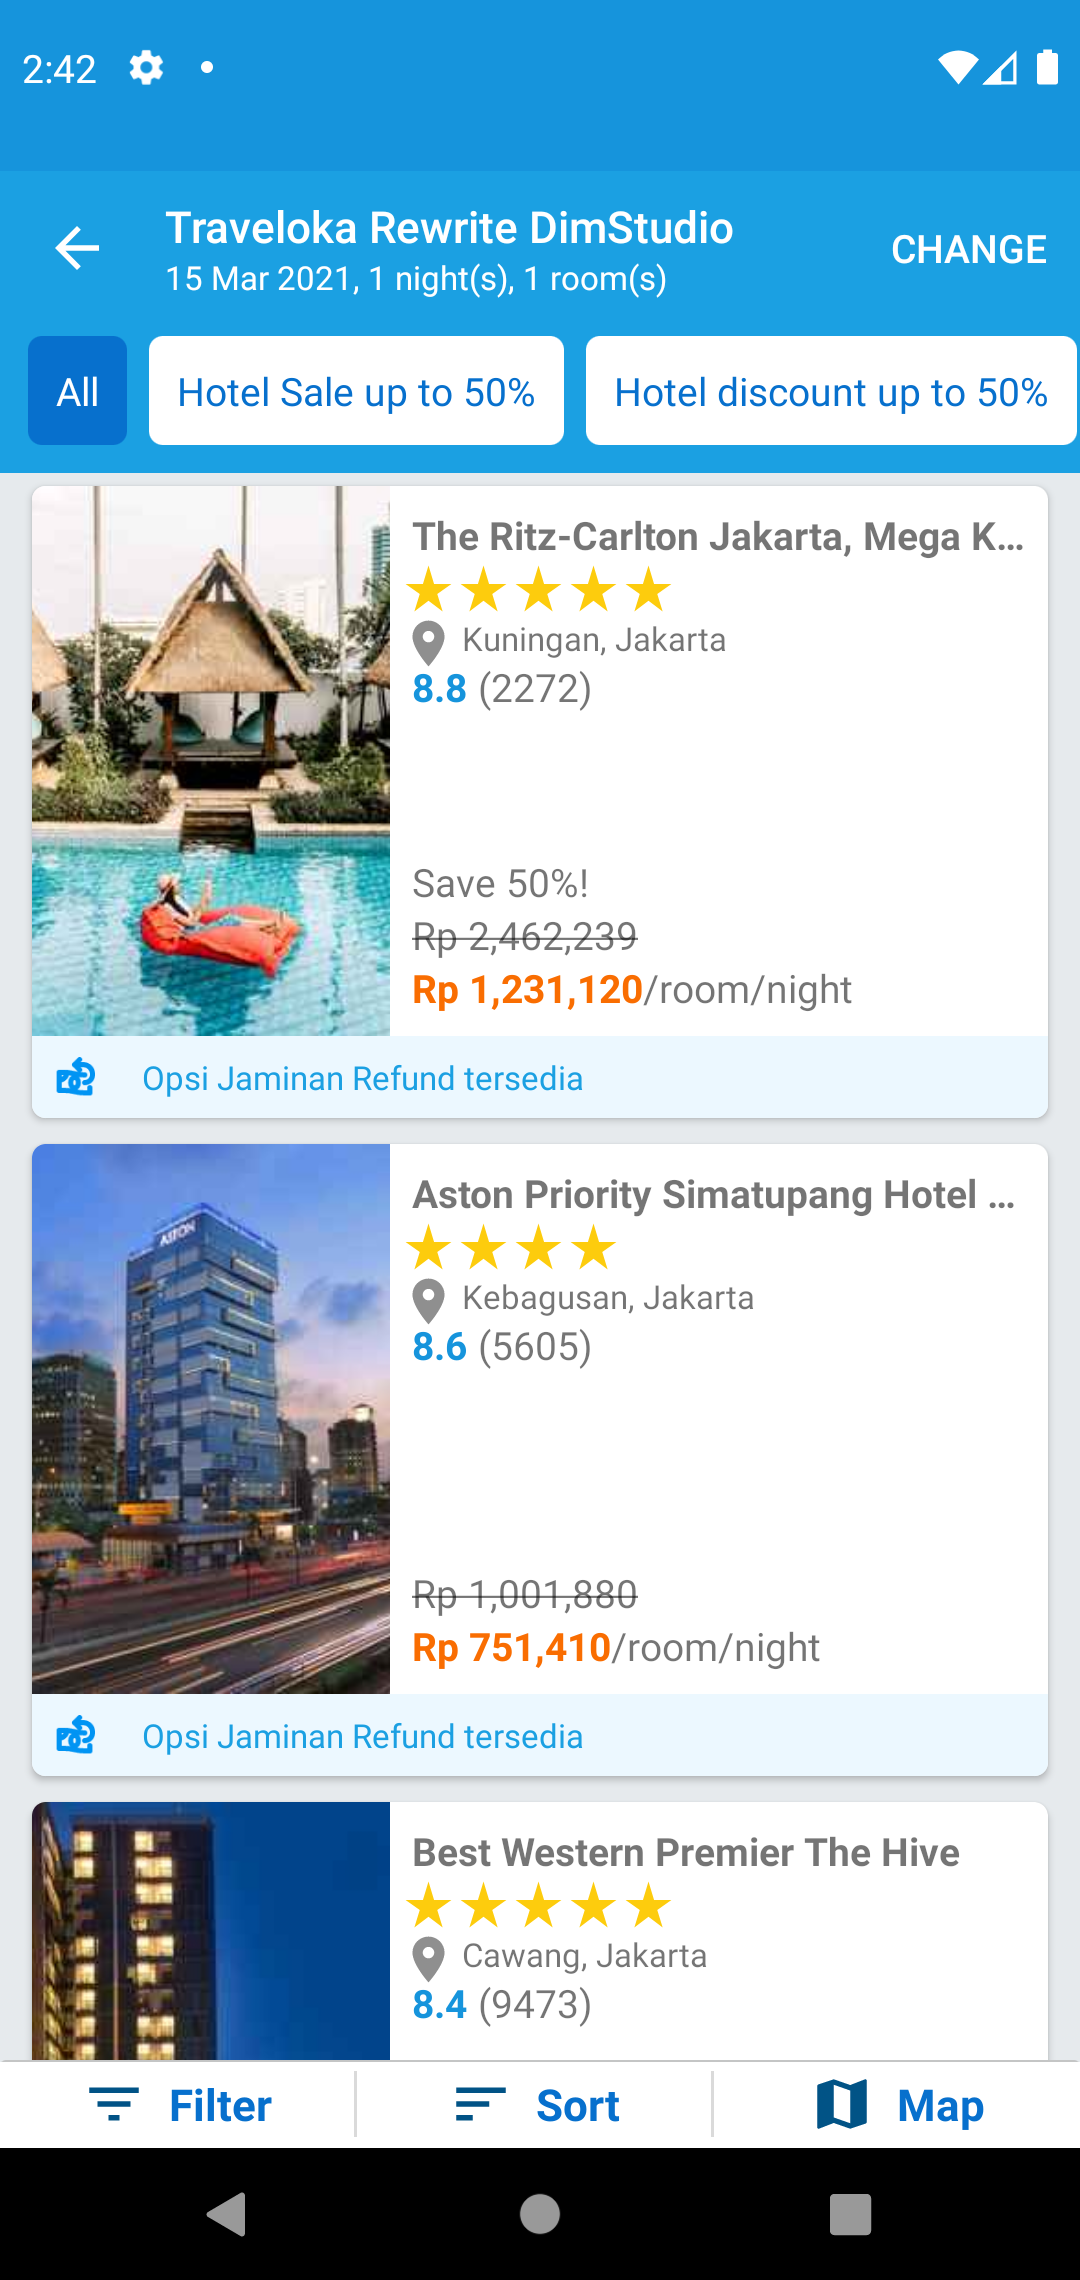 2:42
Traveloka Rewrite DimStudio
15 Mar 2021, 1 night(s), 1 room(s)
CHANGE
All
Hotel Sale up to 50%
Hotel discount up to 50%
The Ritz-Carlton Jakarta, Mega K...
Kuningan, Jakarta
8.8 (2272)
Save 50%!
Rp 2,462,239
Rp 1,231,120/room/night
Opsi Jaminan Refund tersedia
ASTON
Aston Priority Simatupang Hotel ...
Kebagusan, Jakarta
8.6 (5605)
Rp 1,001,880
Rp 751,410/room/night
Opsi Jaminan Refund tersedia
Best Western Premier The Hive
Cawang, Jakarta
8.4 (9473)
Filter
Sort
Map